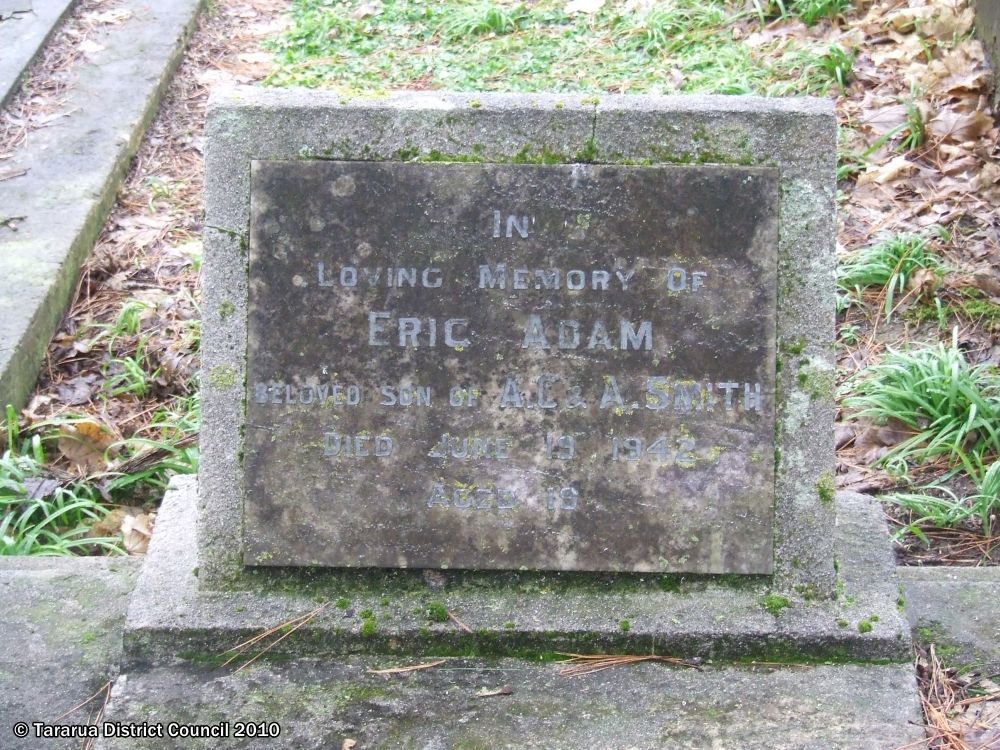 IN
LOVING MEMORY OF
ERIC ADAM
BELOVED SON OF A.C & A. SMITH
DIED JUNE 19 1942
AGED 19
© Tararua District Council 2010